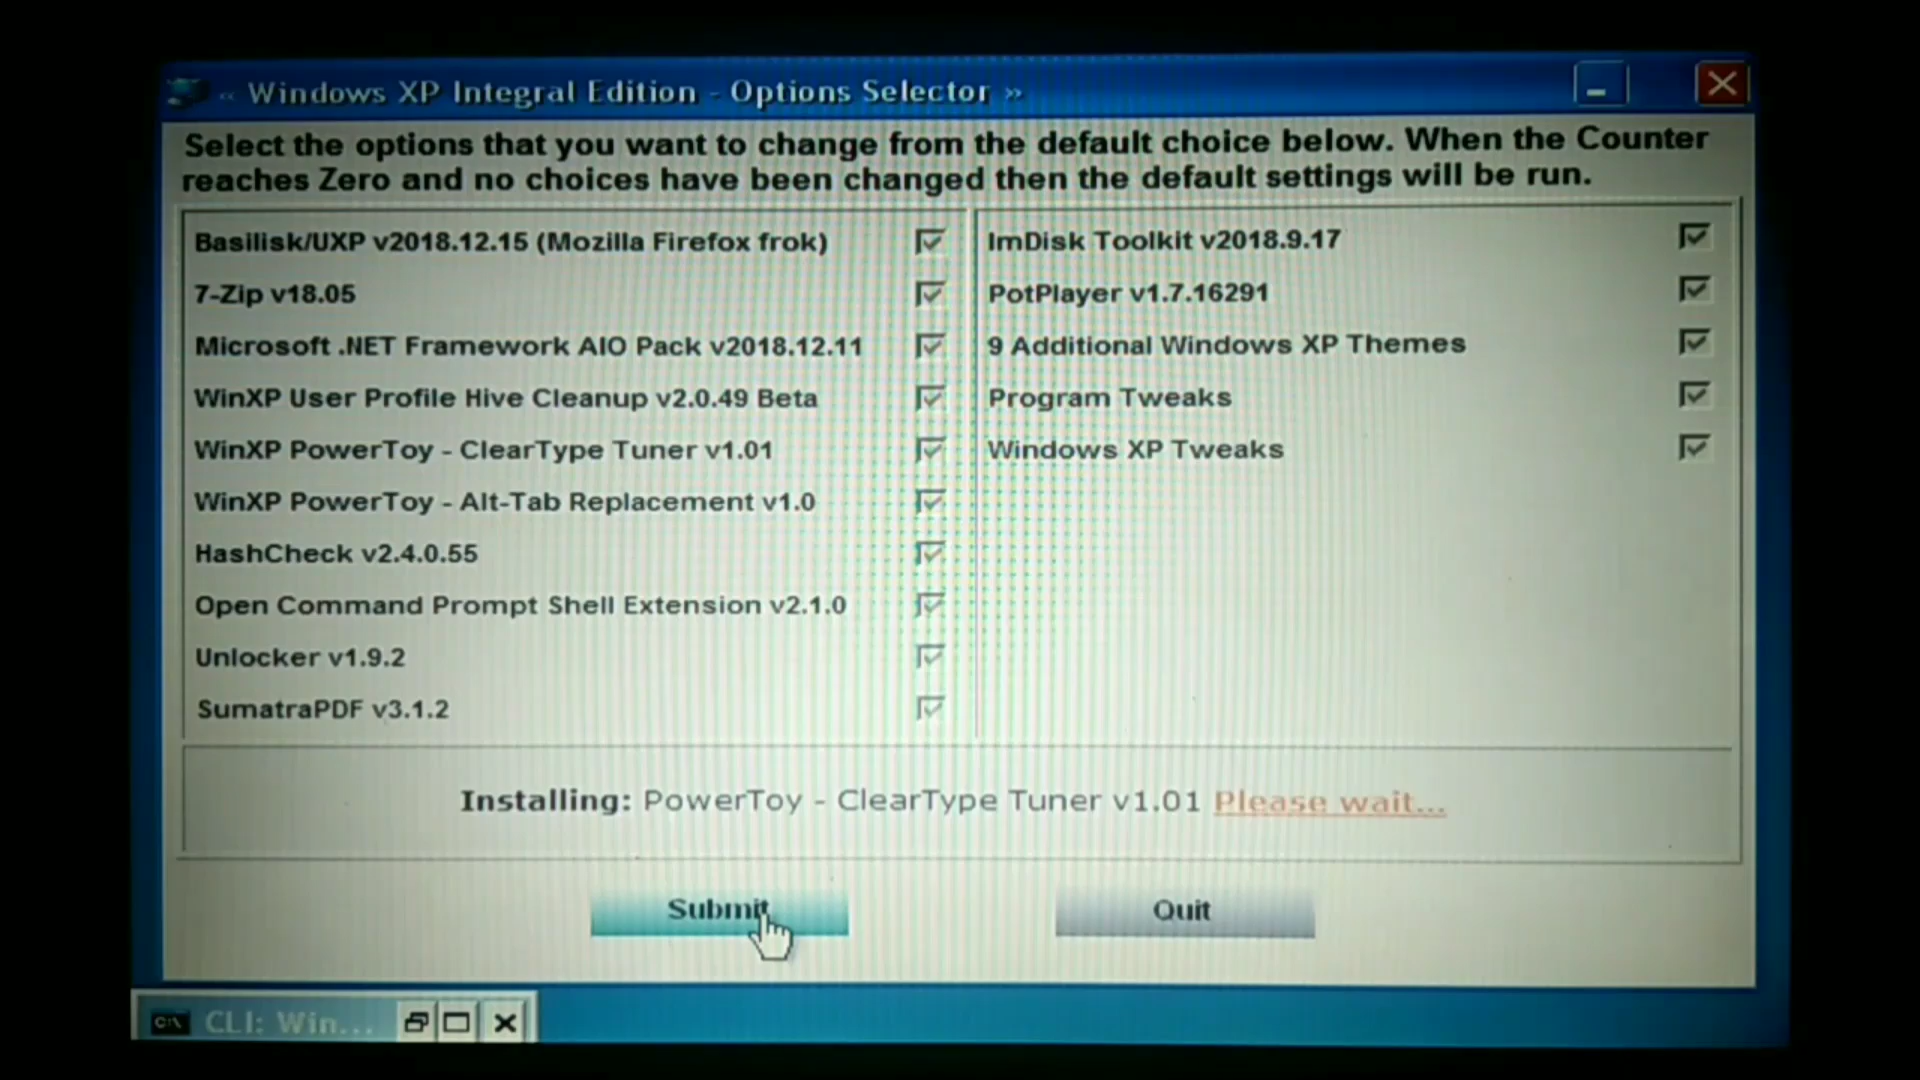 « Windows XP Integral Edition - Options Selector »
Select the options that you want to change from the default choice below. When the Counter
reaches Zero and no choices have been changed then the default settings will be run.
Basilisk/UXP v2018.12.15 (Mozilla Firefox frok)
7-Zip v18.05
Microsoft .NET Framework AIO Pack v2018.12.11
WinXP User Profile Hive Cleanup v2.0.49 Beta
WinXP PowerToy - ClearType Tuner v1.01
WinXP PowerToy - Alt-Tab Replacement v1.0
HashCheck v2.4.0.55
Open Command Prompt Shell Extension v2.1.0
Unlocker v1.9.2
SumatraPDF v3.1.2
ImDisk Toolkit v2018.9.17
PotPlayer v1.7.16291
9 Additional Windows XP Themes
Program Tweaks
Windows XP Tweaks
Installing: PowerToy - ClearType Tuner v1.01 Please wait...
Submit
Quit
C:\ CLI: Win...